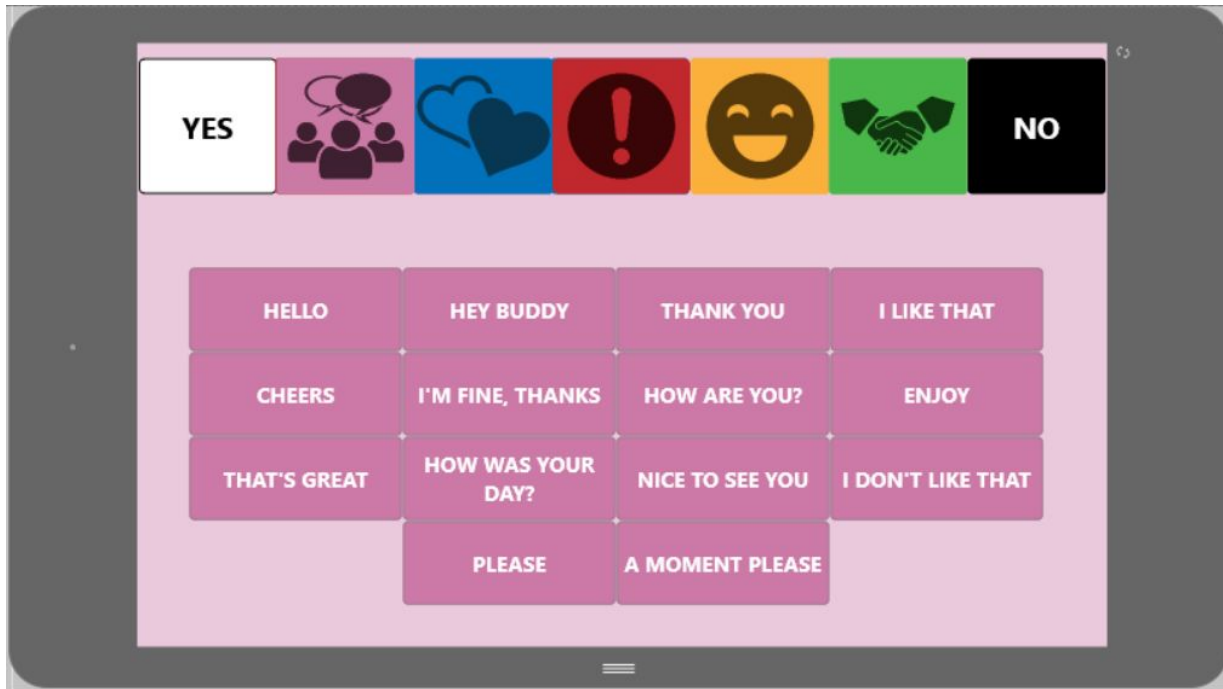 YES
NO
HELLO
HEY BUDDY
THANK YOU
I LIKE THAT
CHEERS
I'M FINE, THANKS
HOW ARE YOU?
ENJOY
THAT'S GREAT
HOW WAS YOUR
DAY?
NICE TO SEE YOU
I DON'T LIKE THAT
PLEASE
A MOMENT PLEASE